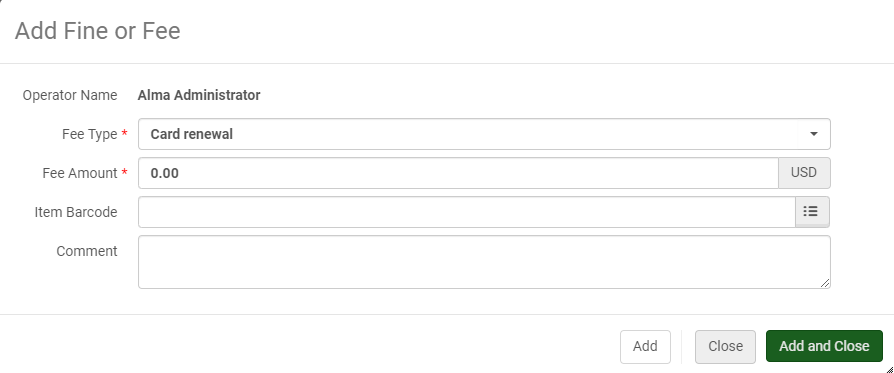 Add Fine or Fee
Operator Name Alma Administrator
Fee Type * Card renewal
Fee Amount * 0.00 USD
Item Barcode
Comment
Add Close Add and Close